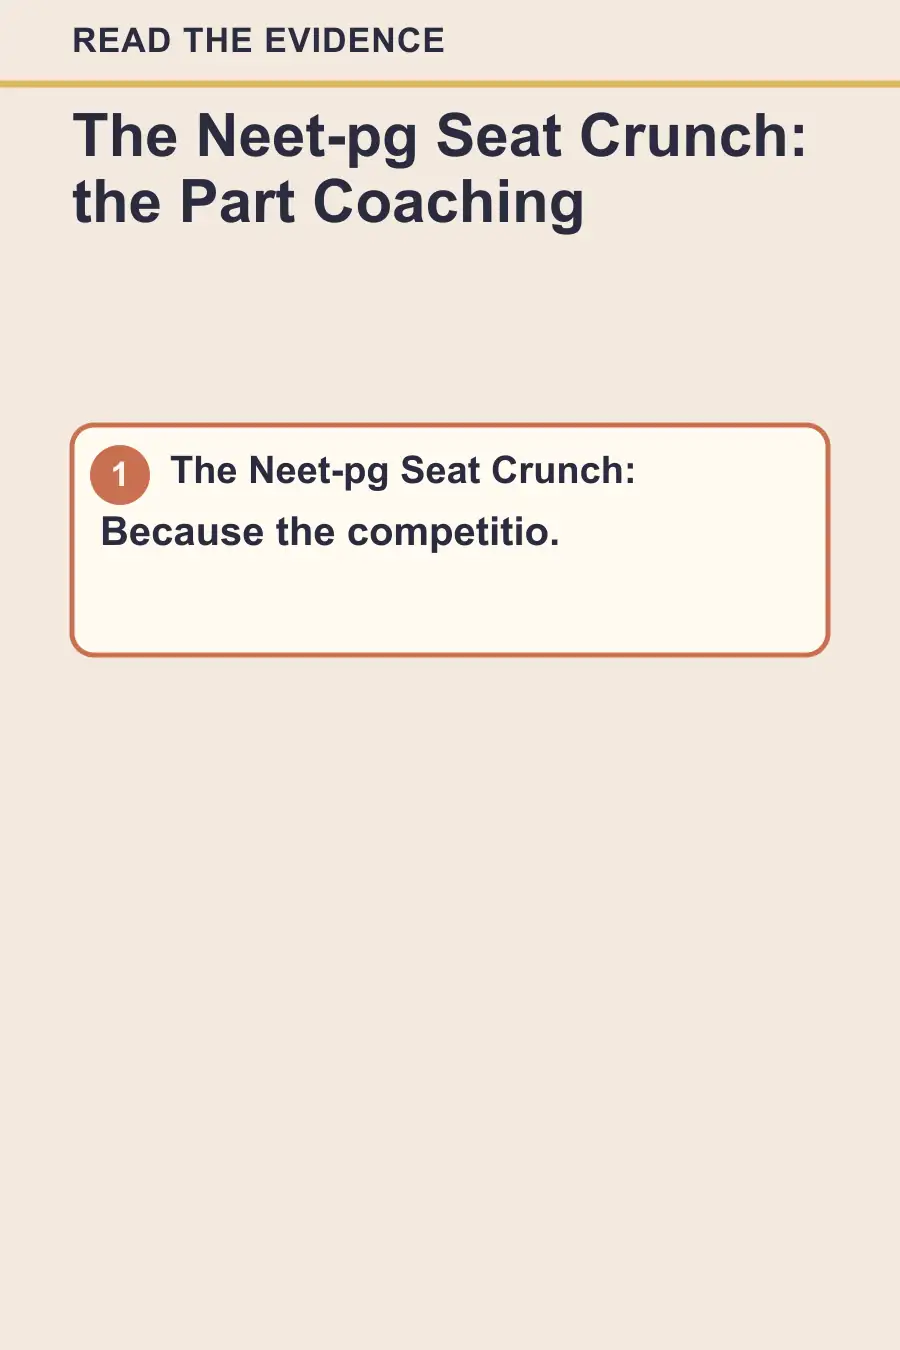 READ THE EVIDENCE
The Neet-pg Seat Crunch:
the Part Coaching
1 The Neet-pg Seat Crunch:
Because the competitio.